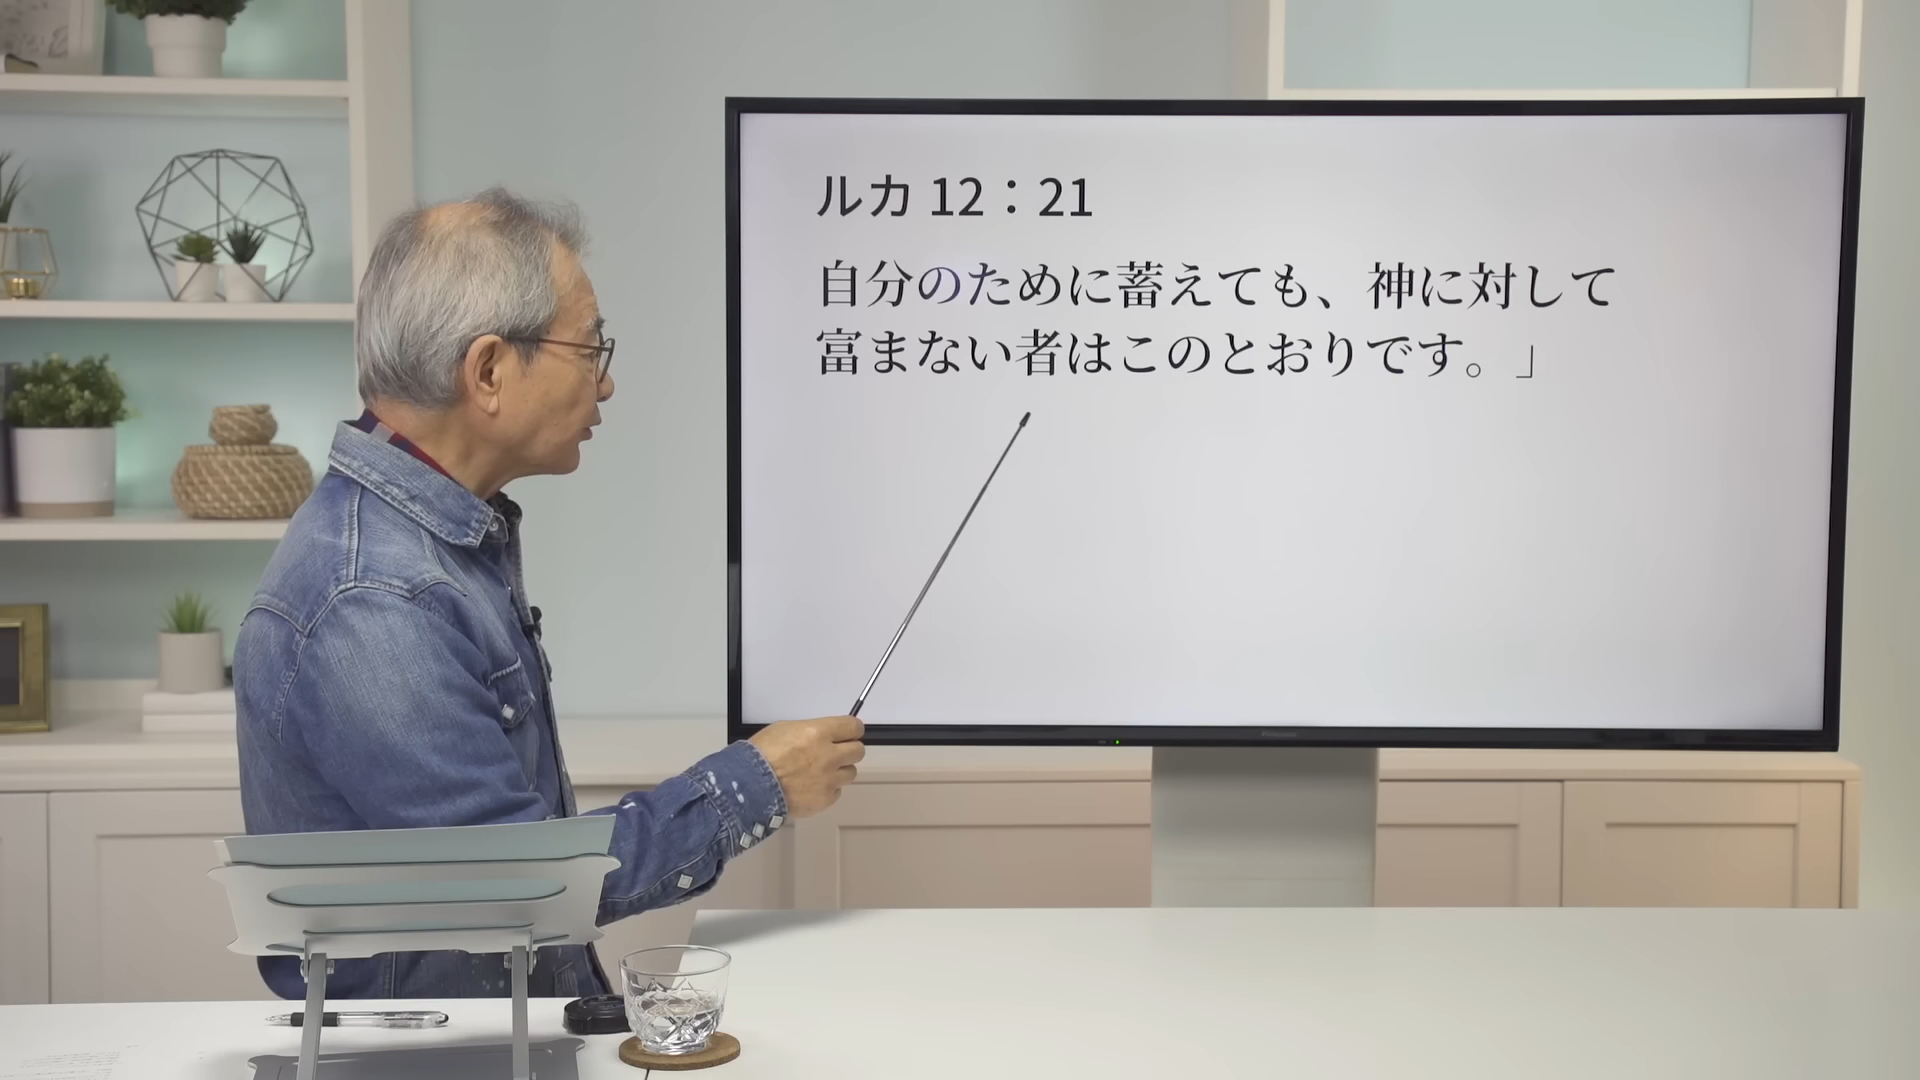 ルカ 12：21
自分のために蓄えても、神に対して
富まない者はこのとおりです。」